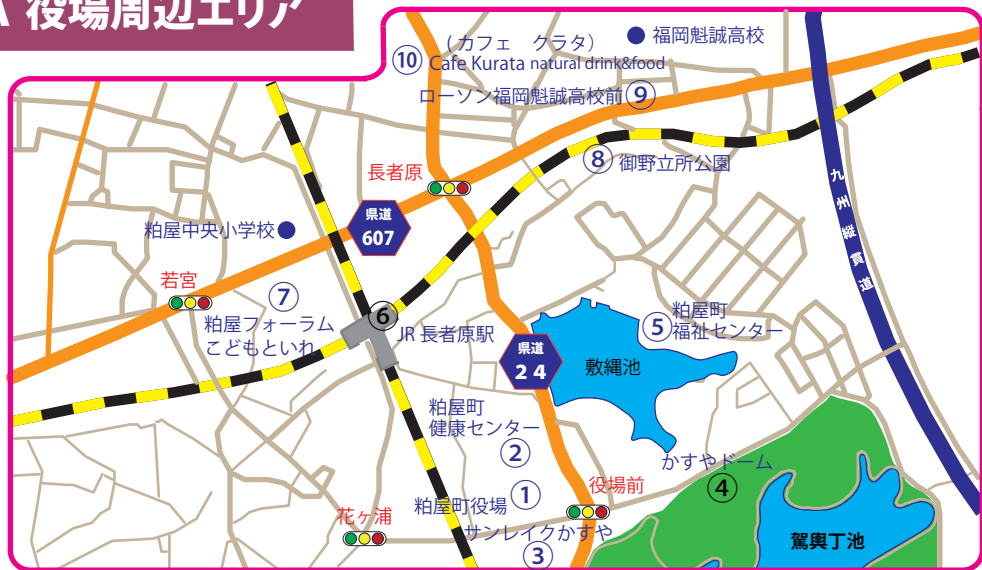 役場周辺エリア
（カフェ　クラタ）
⑩ Cafe Kurata natural drink&food
福岡魁誠高校
ローソン福岡魁誠高校前 ⑨
⑧ 御野立所公園
長者原
県道
607
粕屋中央小学校
若宮
⑦
粕屋フォーラム
こどもといれ
⑥
JR 長者原駅
九州縦貫道
⑤
粕屋町
福祉センター
県道
2 4
敷縄池
粕屋町
健康センター
②
かすやドーム
④
粕屋町役場 ①
役場前
花ヶ浦
サンレイクかすや
③
駕輿丁池